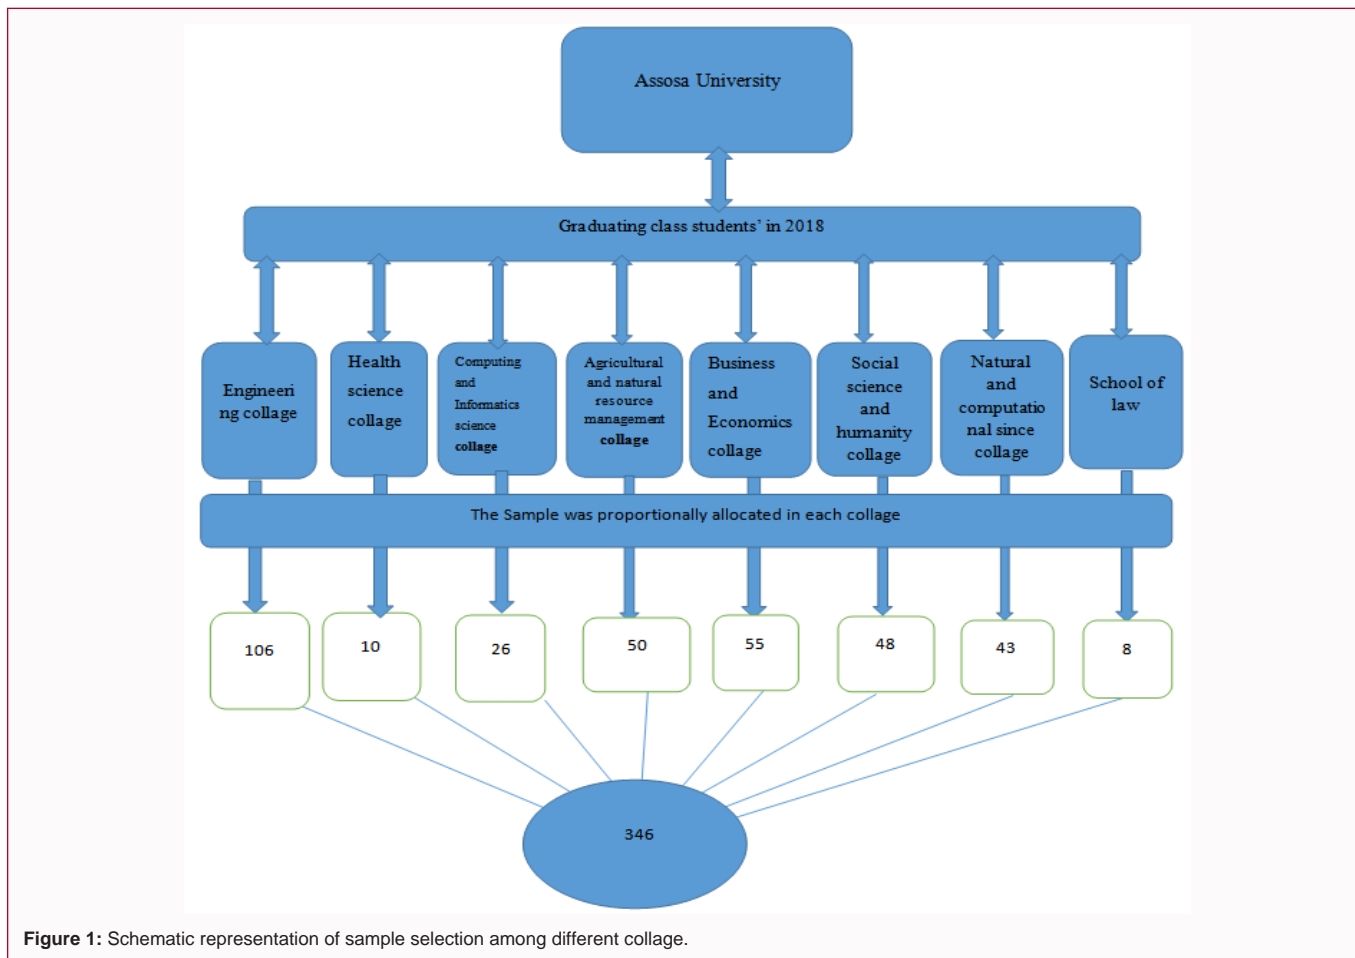 Assosa University
Graduating class students’ in 2018
Engineeri
ng collage
Health
science
collage
Computing
and
Informatics
science
collage
Agricultural
and natural
resource
management
collage
Business
and
Economics
collage
Social
science
and
humanity
collage
Natural
and
computatio
nal since
collage
School of
law
The Sample was proportionally allocated in each collage
106
10
26
50
55
48
43
8
346
Figure 1: Schematic representation of sample selection among different collage.